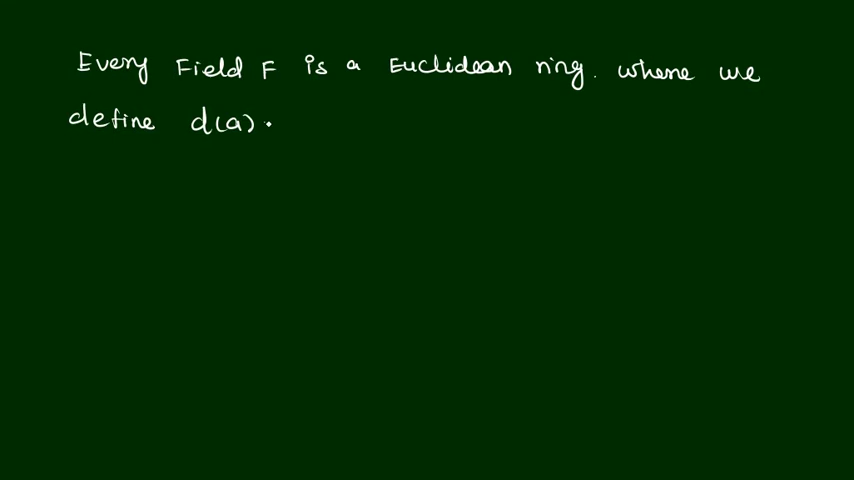 Every Field F is a Euclidean ring. where we
define d(a) .